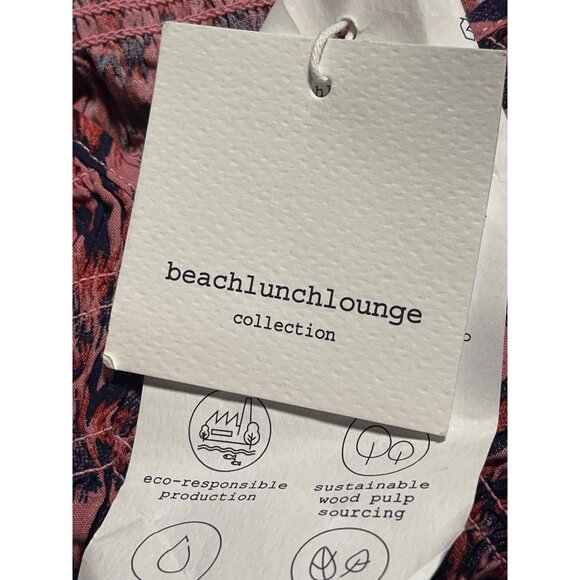 beachlunchlounge
collection
eco-responsible
production
sustainable
wood pulp
sourcing